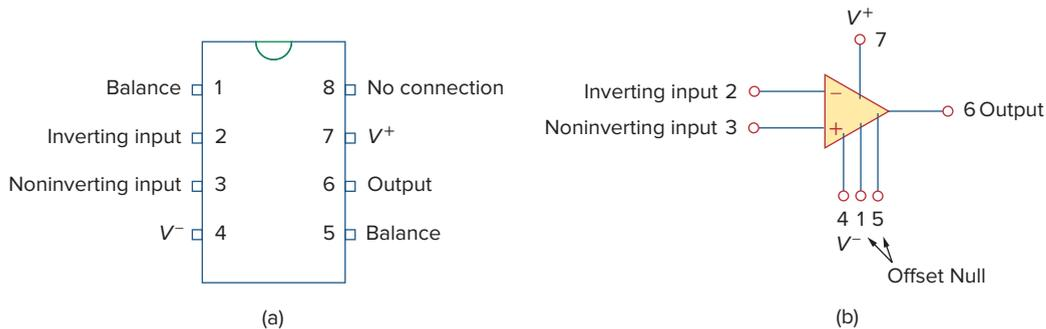 Balance 1
8 No connection
Inverting input 2
7 V+
Noninverting input 3
6 Output
V− 4
5 Balance
(a)
V+
7
Inverting input 2
Noninverting input 3
−
+
6 Output
4 1 5
V−
Offset Null
(b)